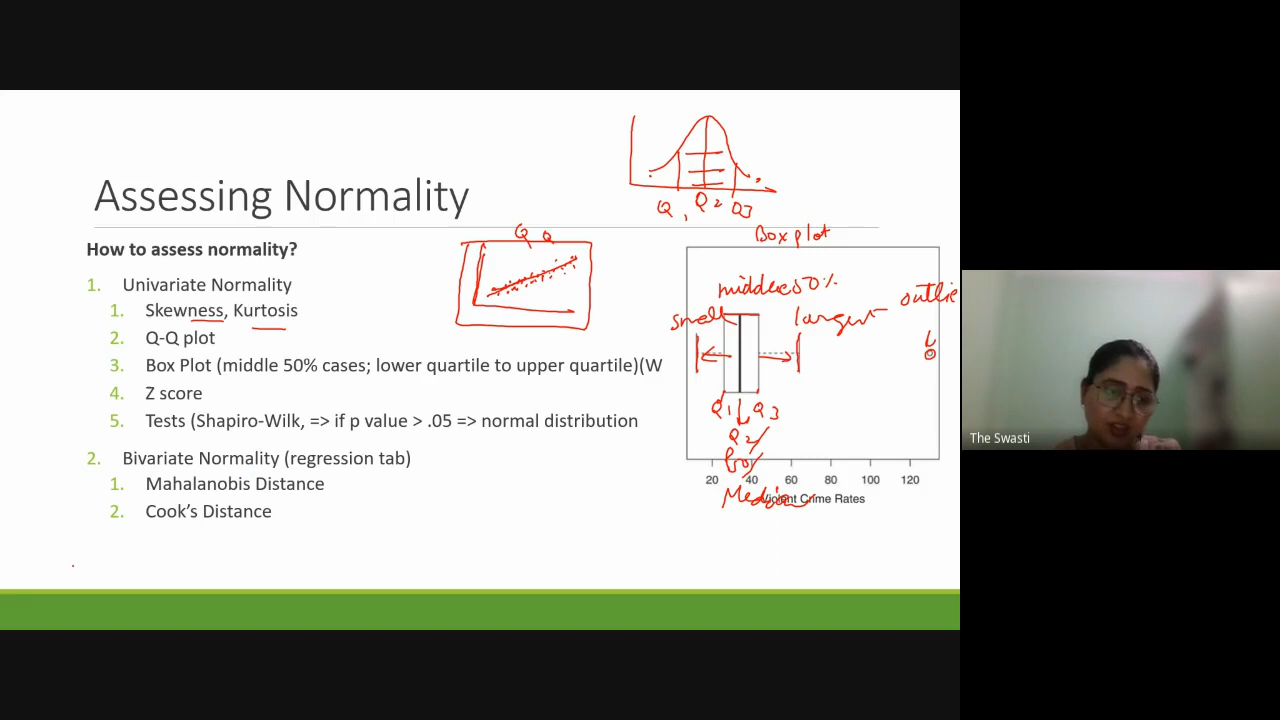 Assessing Normality
How to assess normality?
1. Univariate Normality
1. Skewness, Kurtosis
2. Q-Q plot
3. Box Plot (middle 50% cases; lower quartile to upper quartile)(W
4. Z score
5. Tests (Shapiro-Wilk, => if p value > .05 => normal distribution
2. Bivariate Normality (regression tab)
1. Mahalanobis Distance
2. Cook's Distance
Q Q
Q1 Q2 Q3
Box plot
middle 50%
smallest largest outlie
Q1 Q3
Q2
Median
20 40 60 80 100 120
Violent Crime Rates
The Swasti